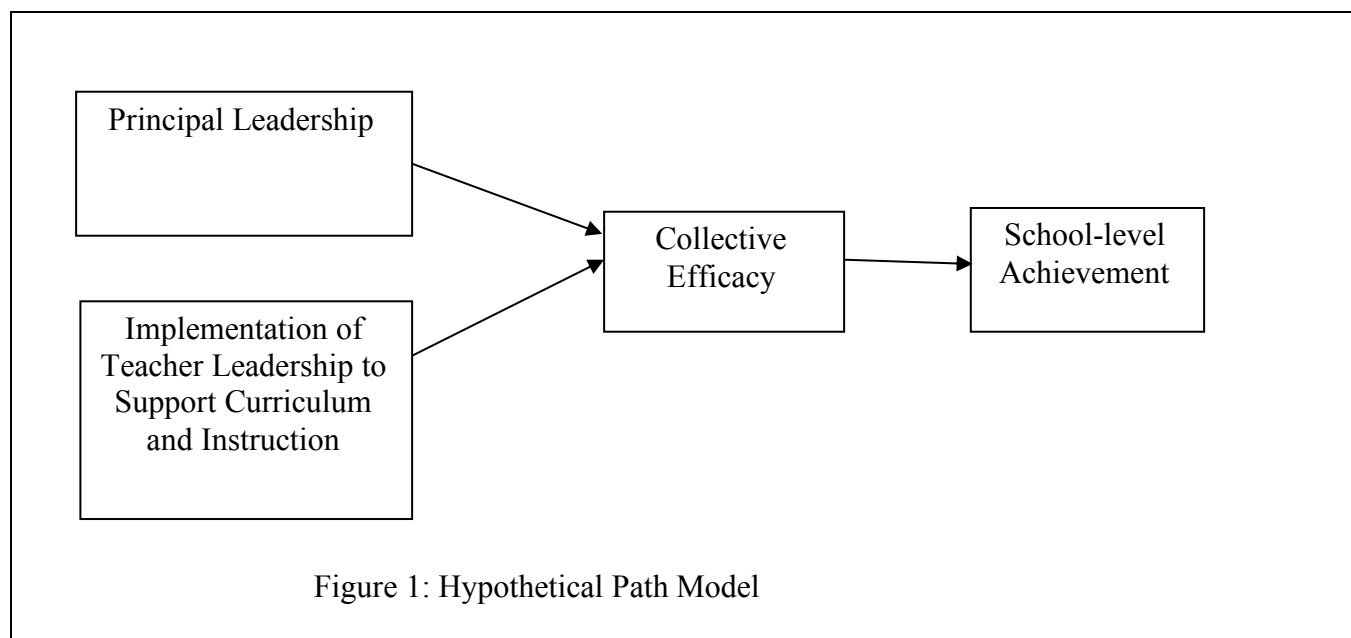 Principal Leadership
Implementation of
Teacher Leadership to
Support Curriculum
and Instruction
Collective
Efficacy
School-level
Achievement
Figure 1: Hypothetical Path Model